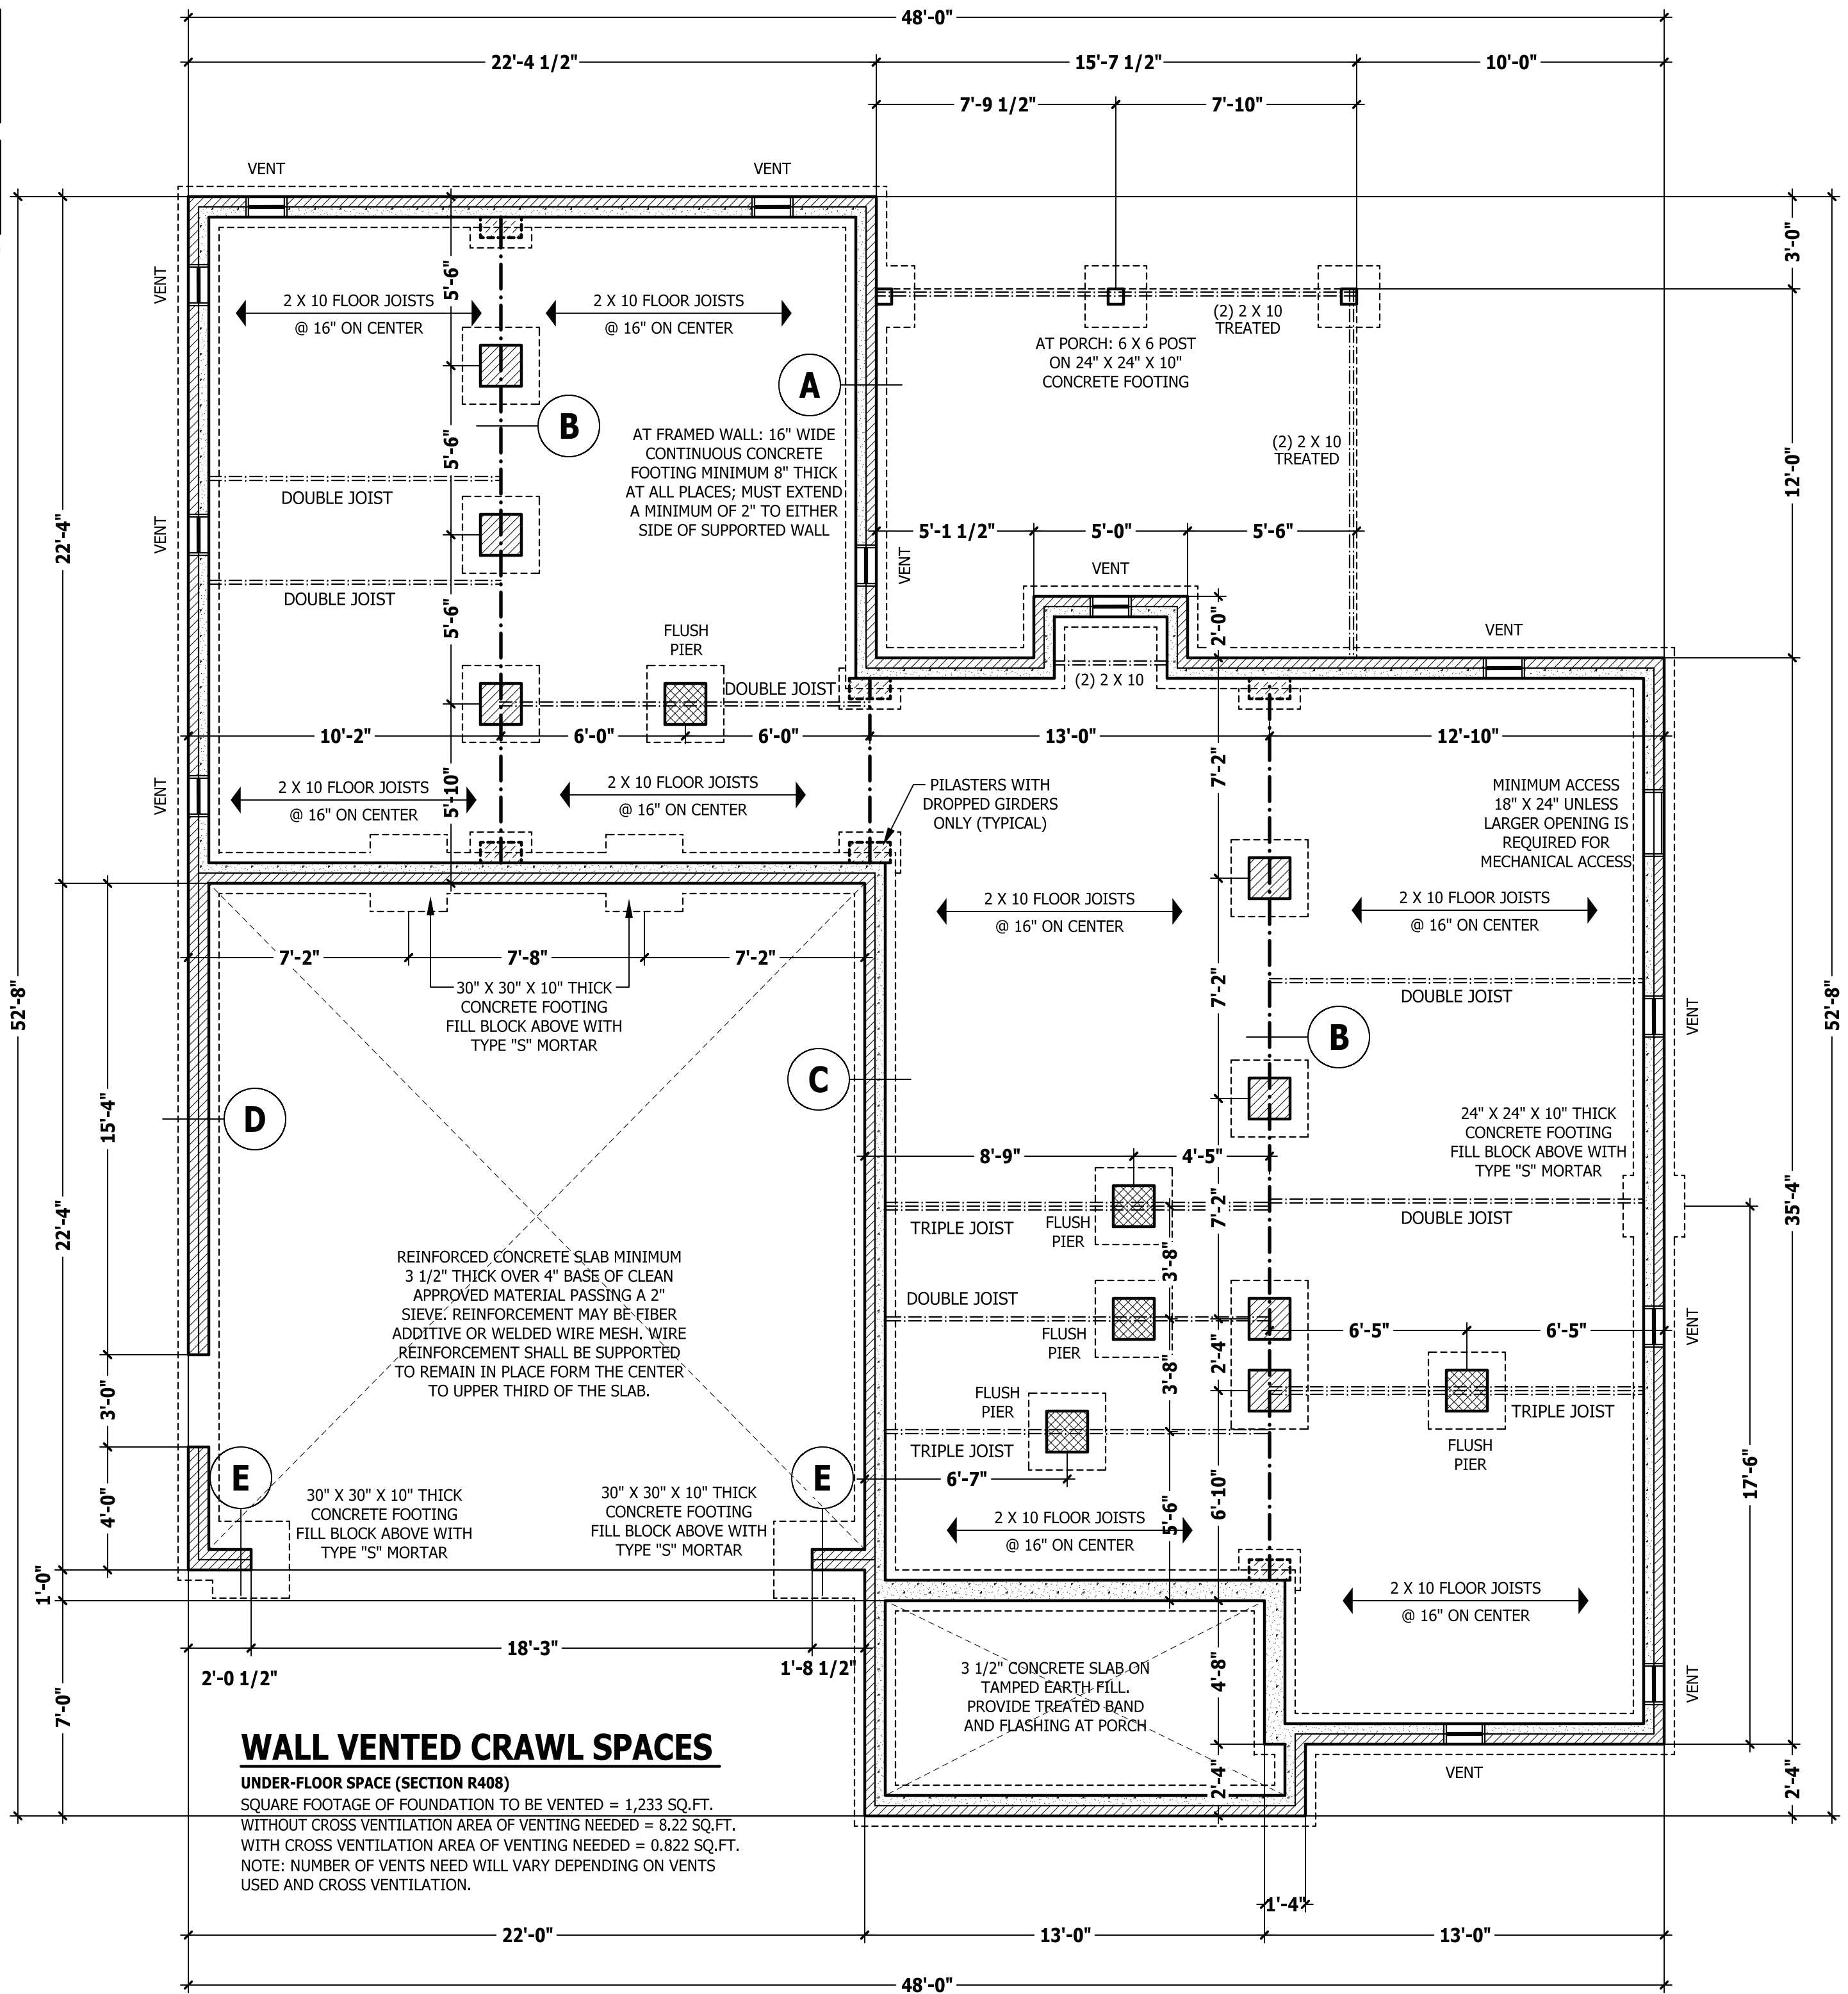 48'-0"
22'-4 1/2"
15'-7 1/2"
10'-0"
7'-9 1/2"
7'-10"
VENT
VENT
3'-0"
5'-6"
VENT
2 X 10 FLOOR JOISTS
@ 16" ON CENTER
2 X 10 FLOOR JOISTS
@ 16" ON CENTER
(2) 2 X 10
TREATED
AT PORCH: 6 X 6 POST
ON 24" X 24" X 10"
CONCRETE FOOTING
A
B
AT FRAMED WALL: 16" WIDE
CONTINUOUS CONCRETE
FOOTING MINIMUM 8" THICK
AT ALL PLACES; MUST EXTEND
A MINIMUM OF 2" TO EITHER
SIDE OF SUPPORTED WALL
(2) 2 X 10
TREATED
12'-0"
5'-6"
DOUBLE JOIST
22'-4"
VENT
5'-1 1/2"
5'-0"
5'-6"
VENT
VENT
DOUBLE JOIST
5'-6"
FLUSH
PIER
2'-0"
VENT
DOUBLE JOIST
(2) 2 X 10
10'-2"
6'-0"
6'-0"
13'-0"
12'-10"
VENT
2 X 10 FLOOR JOISTS
@ 16" ON CENTER
5'-10"
2 X 10 FLOOR JOISTS
@ 16" ON CENTER
PILASTERS WITH
DROPPED GIRDERS
ONLY (TYPICAL)
7'-2"
MINIMUM ACCESS
18" X 24" UNLESS
LARGER OPENING IS
REQUIRED FOR
MECHANICAL ACCESS
2 X 10 FLOOR JOISTS
@ 16" ON CENTER
2 X 10 FLOOR JOISTS
@ 16" ON CENTER
7'-2"
7'-8"
7'-2"
30" X 30" X 10" THICK
CONCRETE FOOTING
FILL BLOCK ABOVE WITH
TYPE "S" MORTAR
7'-2"
DOUBLE JOIST
VENT
52'-8"
52'-8"
B
C
D
15'-4"
24" X 24" X 10" THICK
CONCRETE FOOTING
FILL BLOCK ABOVE WITH
TYPE "S" MORTAR
8'-9"
4'-5"
22'-4"
TRIPLE JOIST
FLUSH
PIER
7'-2"
DOUBLE JOIST
35'-4"
3'-8"
REINFORCED CONCRETE SLAB MINIMUM
3 1/2" THICK OVER 4" BASE OF CLEAN
APPROVED MATERIAL PASSING A 2"
SIEVE. REINFORCEMENT MAY BE FIBER
ADDITIVE OR WELDED WIRE MESH. WIRE
REINFORCEMENT SHALL BE SUPPORTED
TO REMAIN IN PLACE FORM THE CENTER
TO UPPER THIRD OF THE SLAB.
DOUBLE JOIST
FLUSH
PIER
2'-4"
6'-5"
6'-5"
VENT
3'-8"
3'-0"
FLUSH
PIER
TRIPLE JOIST
TRIPLE JOIST
FLUSH
PIER
E
E
6'-7"
6'-10"
17'-6"
4'-0"
30" X 30" X 10" THICK
CONCRETE FOOTING
FILL BLOCK ABOVE WITH
TYPE "S" MORTAR
30" X 30" X 10" THICK
CONCRETE FOOTING
FILL BLOCK ABOVE WITH
TYPE "S" MORTAR
2 X 10 FLOOR JOISTS
@ 16" ON CENTER
5'-6"
1'-0"
2 X 10 FLOOR JOISTS
@ 16" ON CENTER
18'-3"
2'-0 1/2"
1'-8 1/2"
7'-0"
3 1/2" CONCRETE SLAB ON
TAMPED EARTH FILL.
PROVIDE TREATED BAND
AND FLASHING AT PORCH
4'-8"
VENT
VENT
2'-4"
2'-4"
WALL VENTED CRAWL SPACES
UNDER-FLOOR SPACE (SECTION R408)
SQUARE FOOTAGE OF FOUNDATION TO BE VENTED = 1,233 SQ.FT.
WITHOUT CROSS VENTILATION AREA OF VENTING NEEDED = 8.22 SQ.FT.
WITH CROSS VENTILATION AREA OF VENTING NEEDED = 0.822 SQ.FT.
NOTE: NUMBER OF VENTS NEED WILL VARY DEPENDING ON VENTS
USED AND CROSS VENTILATION.
1'-4"
22'-0"
13'-0"
13'-0"
48'-0"